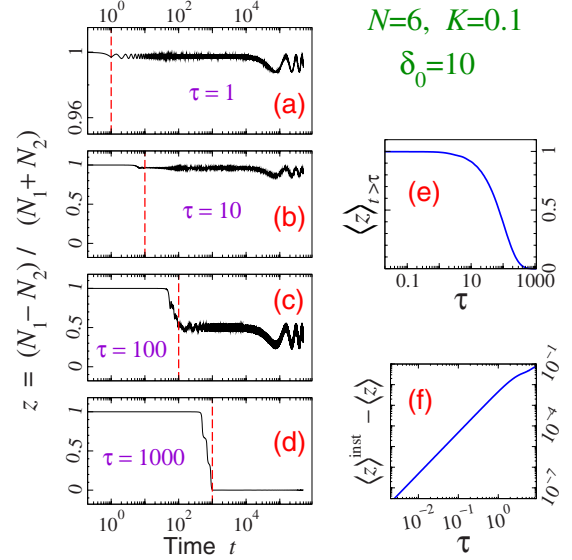 10^0 10^2 10^4
N=6, K=0.1
δ_0=10
z = (N_1 − N_2) / (N_1 + N_2)
1
0.96
τ = 1
(a)
1
0.5
0
τ = 10
(b)
1
0.5
0
τ = 100
(c)
1
0.5
0
τ = 1000
(d)
10^0 10^2 10^4
Time t
⟨z⟩_{t>τ}
(e)
1
0.5
0
0.1 10 1000
τ
⟨z⟩^{inst} − ⟨z⟩
(f)
10^{-1}
10^{-4}
10^{-7}
10^{-2} 10^{-1} 10^0
τ